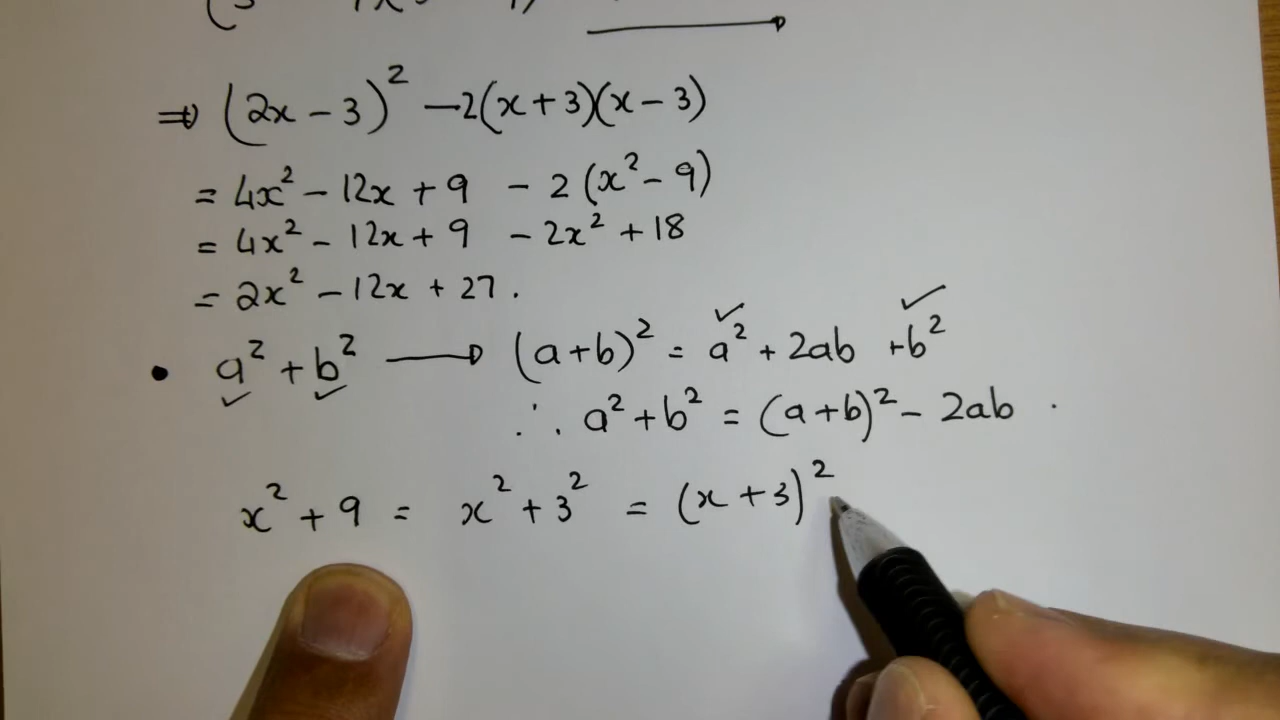 ⇒ (2x - 3)² - 2(x + 3)(x - 3)
= 4x² - 12x + 9 - 2 (x² - 9)
= 4x² - 12x + 9 - 2x² + 18
= 2x² - 12x + 27 .
• a² + b² → (a + b)² = a² + 2ab + b²
∴ a² + b² = (a + b)² - 2ab .
x² + 9 = x² + 3² = (x + 3)²